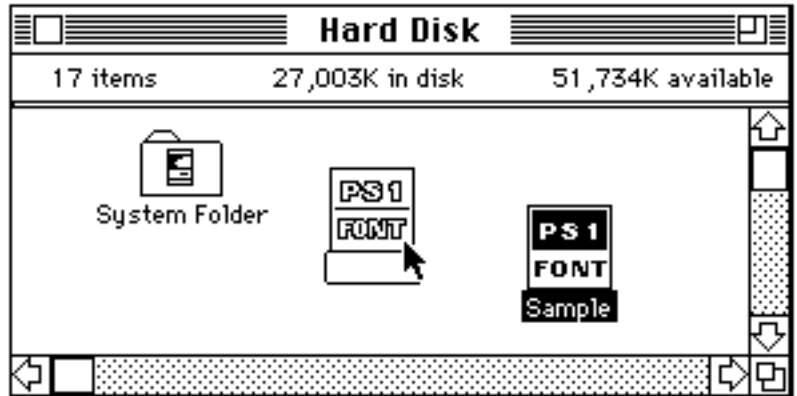 Hard Disk
17 items 27,003K in disk 51,734K available
System Folder
PS1
FONT
PS1
FONT
Sample